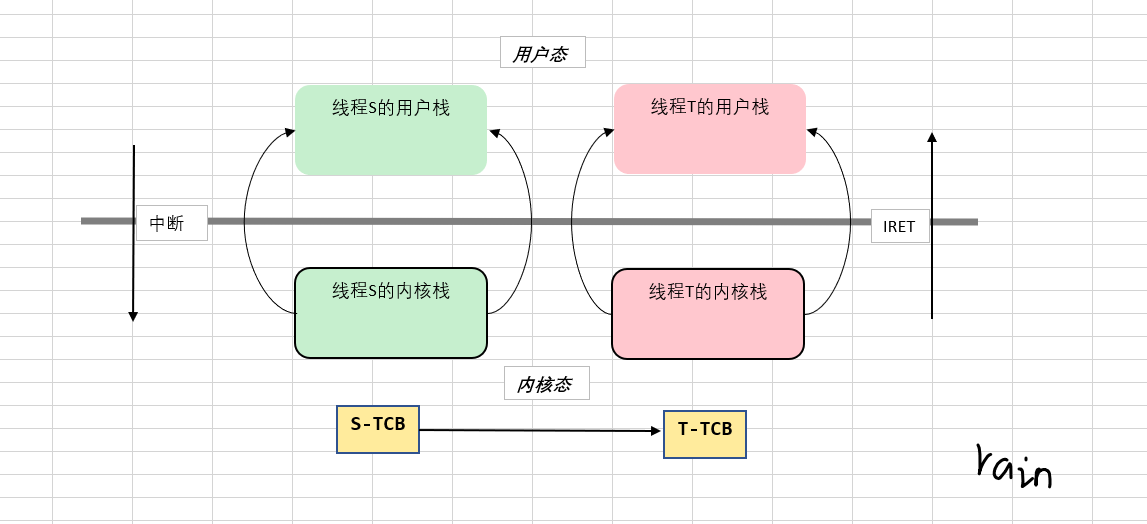 用户态
线程S的用户栈
线程T的用户栈
中断
IRET
线程S的内核栈
线程T的内核栈
内核态
S-TCB
T-TCB
rain